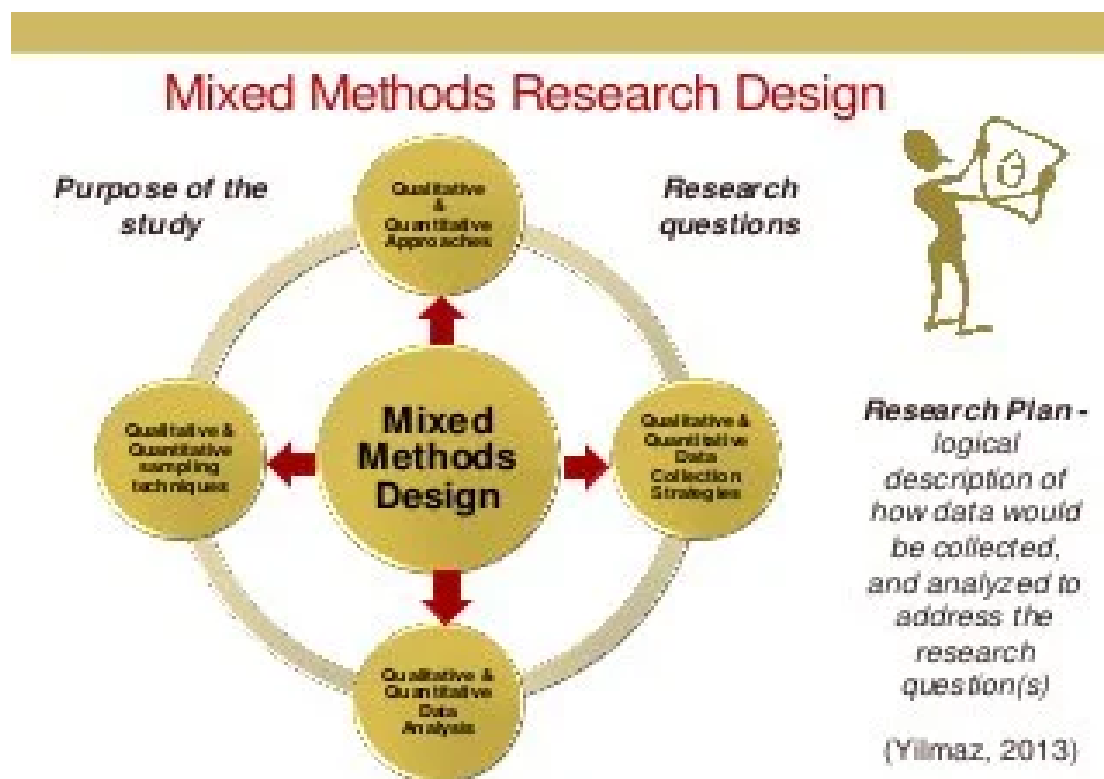 Mixed Methods Research Design
Purpose of the
study
Qualitative
&
Quantitative
Approaches
Research
questions
Qualitative &
Quantitative
sampling
techniques
Mixed
Methods
Design
Qualitative &
Quantitative
Data
Collection
Strategies
Qualitative &
Quantitative
Data
Analysis
Research Plan -
logical
description of
how data would
be collected,
and analyzed to
address the
research
question(s)
(Yilmaz, 2013)